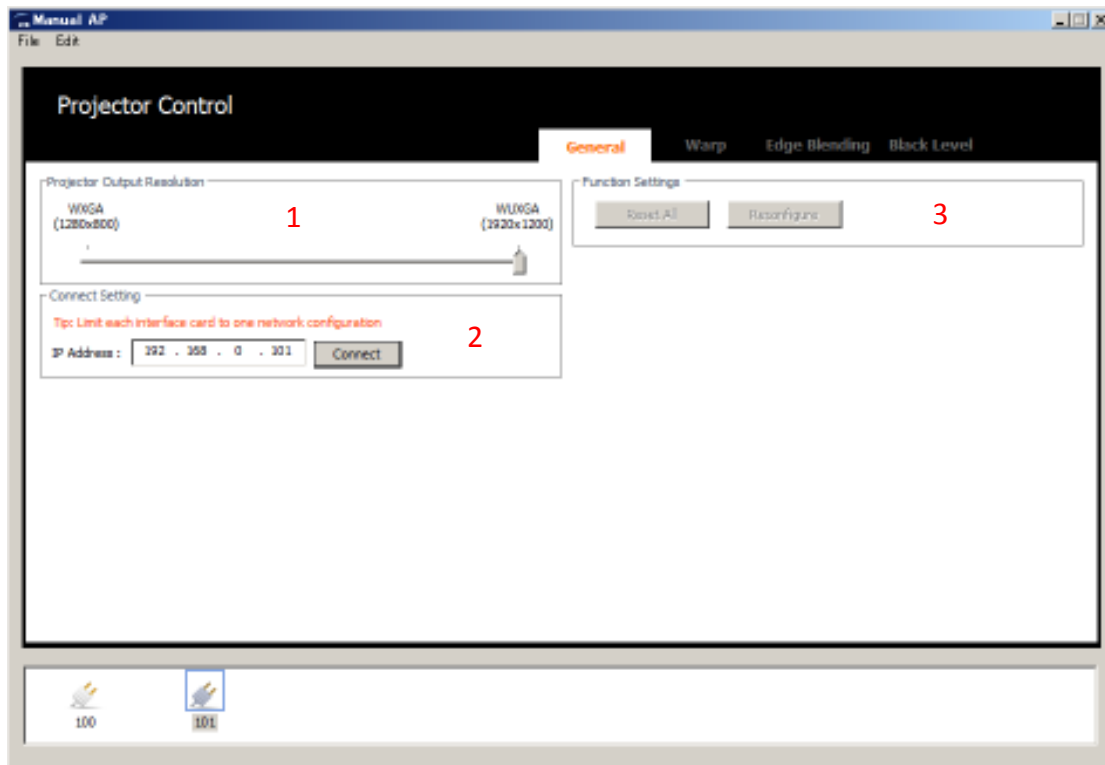 Manual AP
File Edit
Projector Control
General Warp Edge Blending Black Level
Projector Output Resolution
WXGA
(1280x800)
1
WUXGA
(1920x1200)
Function Settings
Reset All Reconfigure
3
Connect Setting
Tip: Limit each interface card to one network configuration
IP Address : 192 . 168 . 0 . 101 Connect
2
100 101